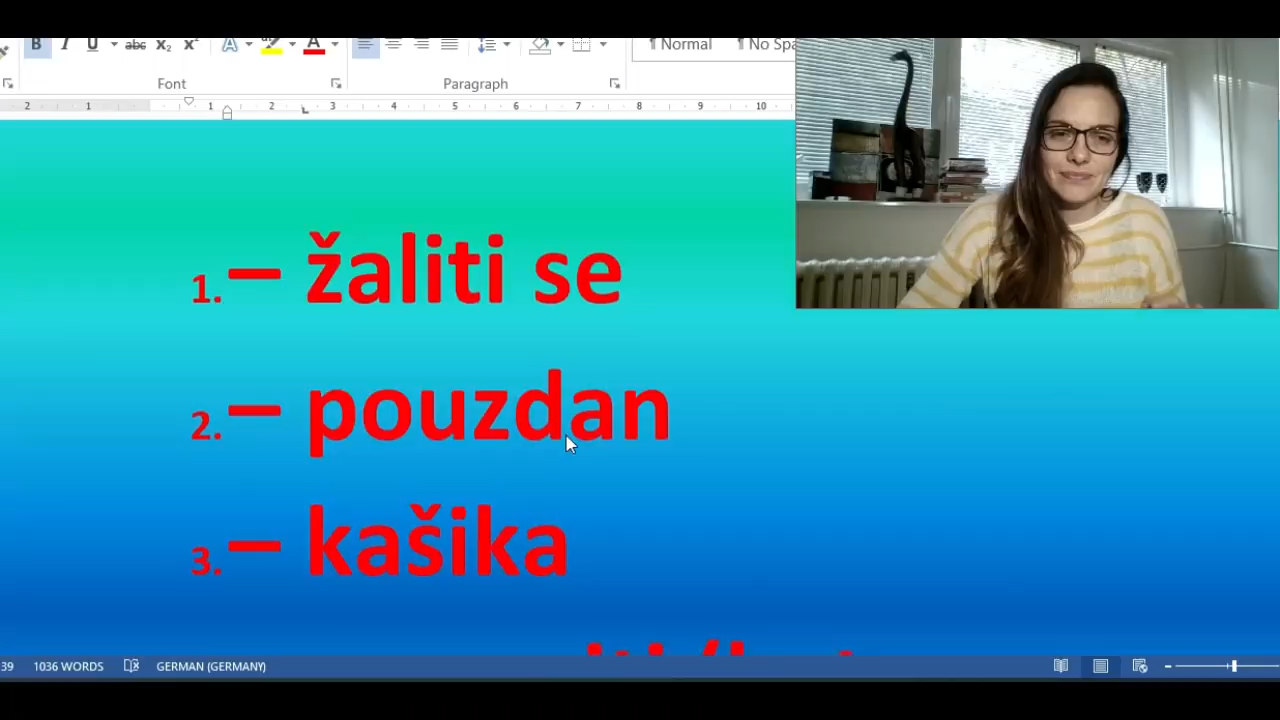 B I U abc x₂ x² A A
Font
Paragraph
¶ Normal ¶ No Spa
2 1 1 2 3 4 5 6 7 8 9 10
1. – žaliti se
2. – pouzdan
3. – kašika
39 1036 WORDS GERMAN (GERMANY)